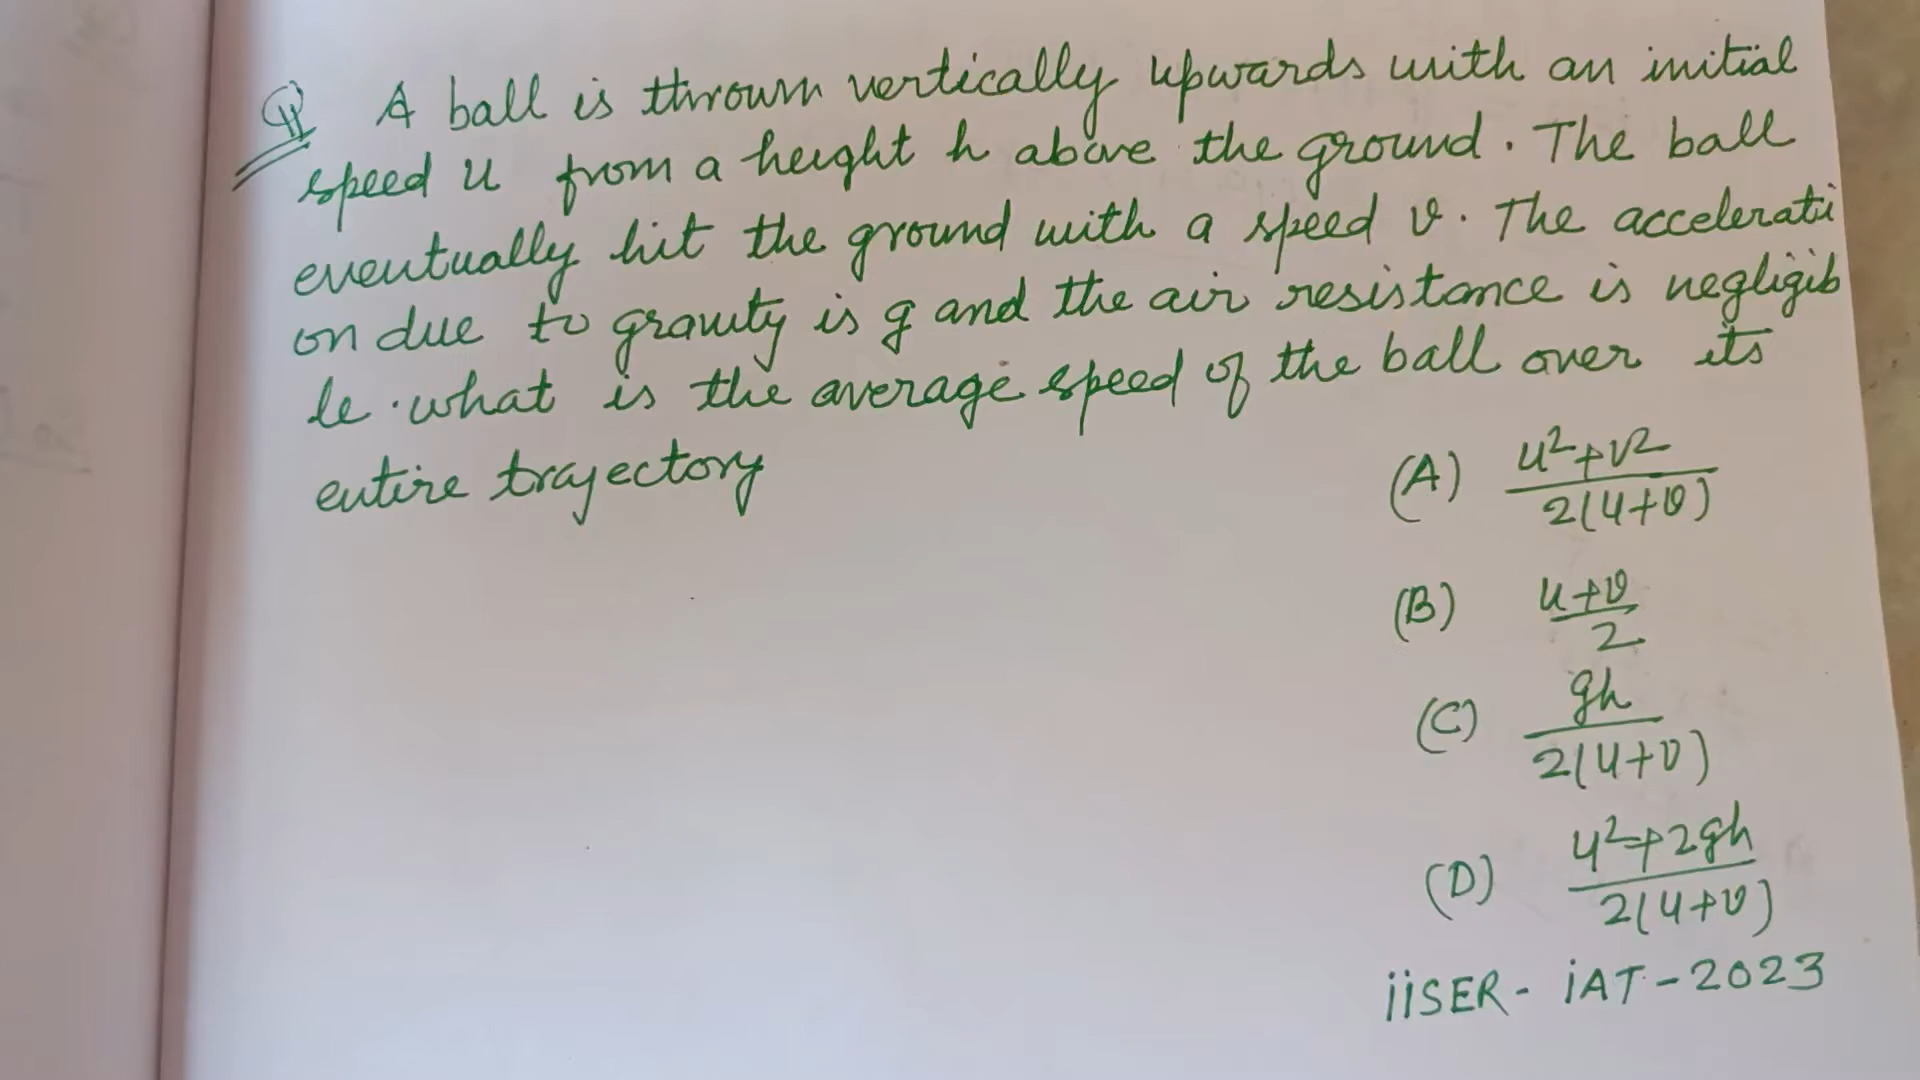 Q A ball is thrown vertically upwards with an initial
speed u from a height h above the ground. The ball
eventually hit the ground with a speed v. The accelerati
on due to gravity is g and the air resistance is negligib
le. what is the average speed of the ball over its
entire trajectory
(A) u²+v² / 2(u+v)
(B) u+v / 2
(C) gh / 2(u+v)
(D) u²+2gh / 2(u+v)
iiSER - iAT - 2023